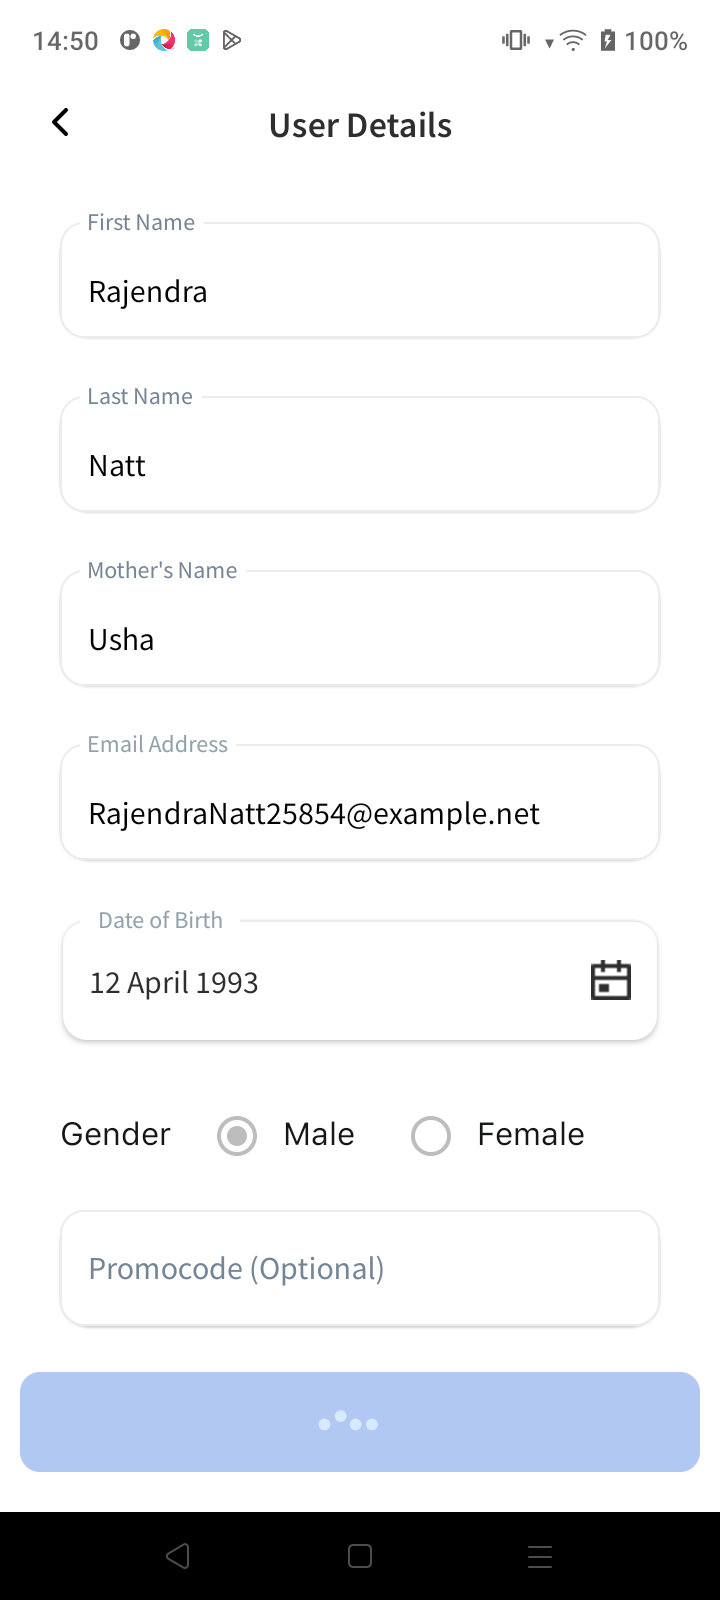 14:50
100%
User Details
First Name
Rajendra
Last Name
Natt
Mother's Name
Usha
Email Address
RajendraNatt25854@example.net
Date of Birth
12 April 1993
Gender Male Female
Promocode (Optional)